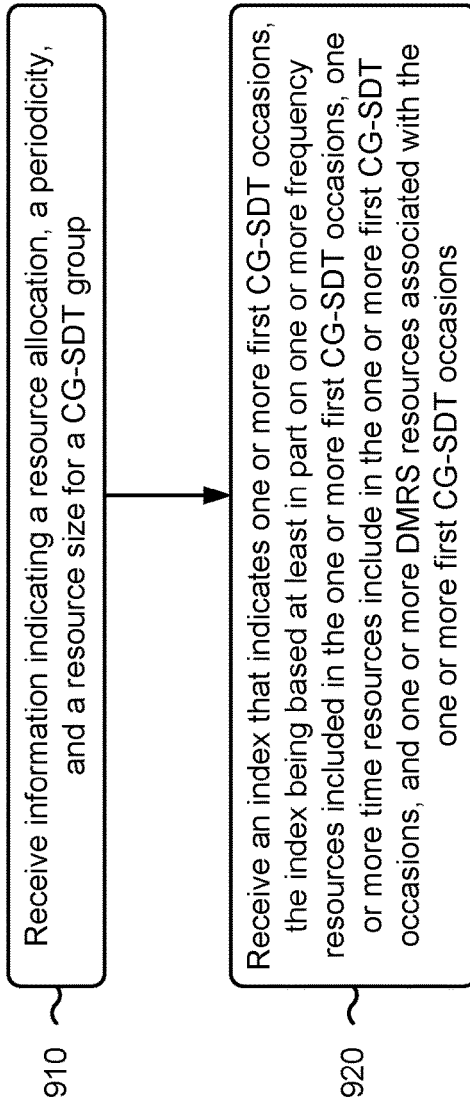 910
Receive information indicating a resource allocation, a periodicity,
and a resource size for a CG-SDT group
920
Receive an index that indicates one or more first CG-SDT occasions,
the index being based at least in part on one or more frequency
resources included in the one or more first CG-SDT occasions, one
or more time resources include in the one or more first CG-SDT
occasions, and one or more DMRS resources associated with the
one or more first CG-SDT occasions